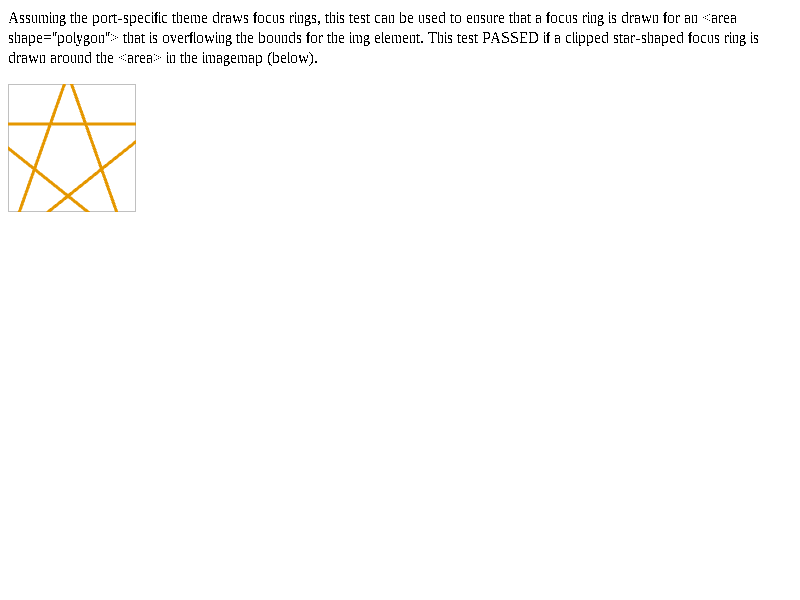 Assuming the port-specific theme draws focus rings, this test can be used to ensure that a focus ring is drawn for an <area
shape="polygon"> that is overflowing the bounds for the img element. This test PASSED if a clipped star-shaped focus ring is
drawn around the <area> in the imagemap (below).